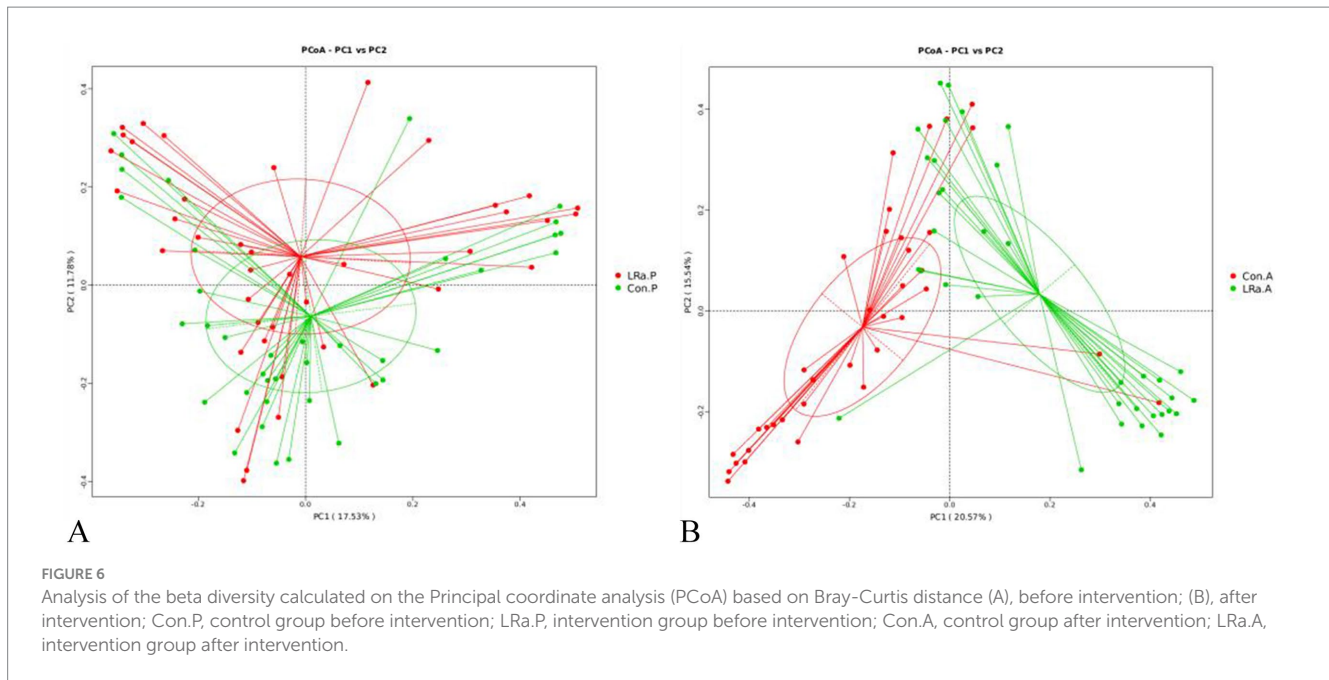 PCoA - PC1 vs PC2
0.4
0.2
0.0
-0.2
-0.4
PC2 ( 11.78% )
-0.2
0.0
0.2
0.4
PC1 ( 17.53% )
LRa.P
Con.P
A
PCoA - PC1 vs PC2
0.4
0.2
0.0
-0.2
PC2 ( 15.54% )
-0.4
-0.2
0.0
0.2
0.4
PC1 ( 20.57% )
Con.A
LRa.A
B
FIGURE 6
Analysis of the beta diversity calculated on the Principal coordinate analysis (PCoA) based on Bray-Curtis distance (A), before intervention; (B), after
intervention; Con.P, control group before intervention; LRa.P, intervention group before intervention; Con.A, control group after intervention; LRa.A,
intervention group after intervention.